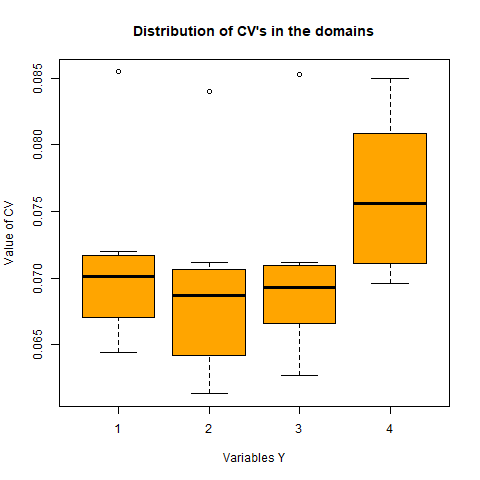 Distribution of CV's in the domains
Value of CV
0.085
0.080
0.075
0.070
0.065
1 2 3 4
Variables Y